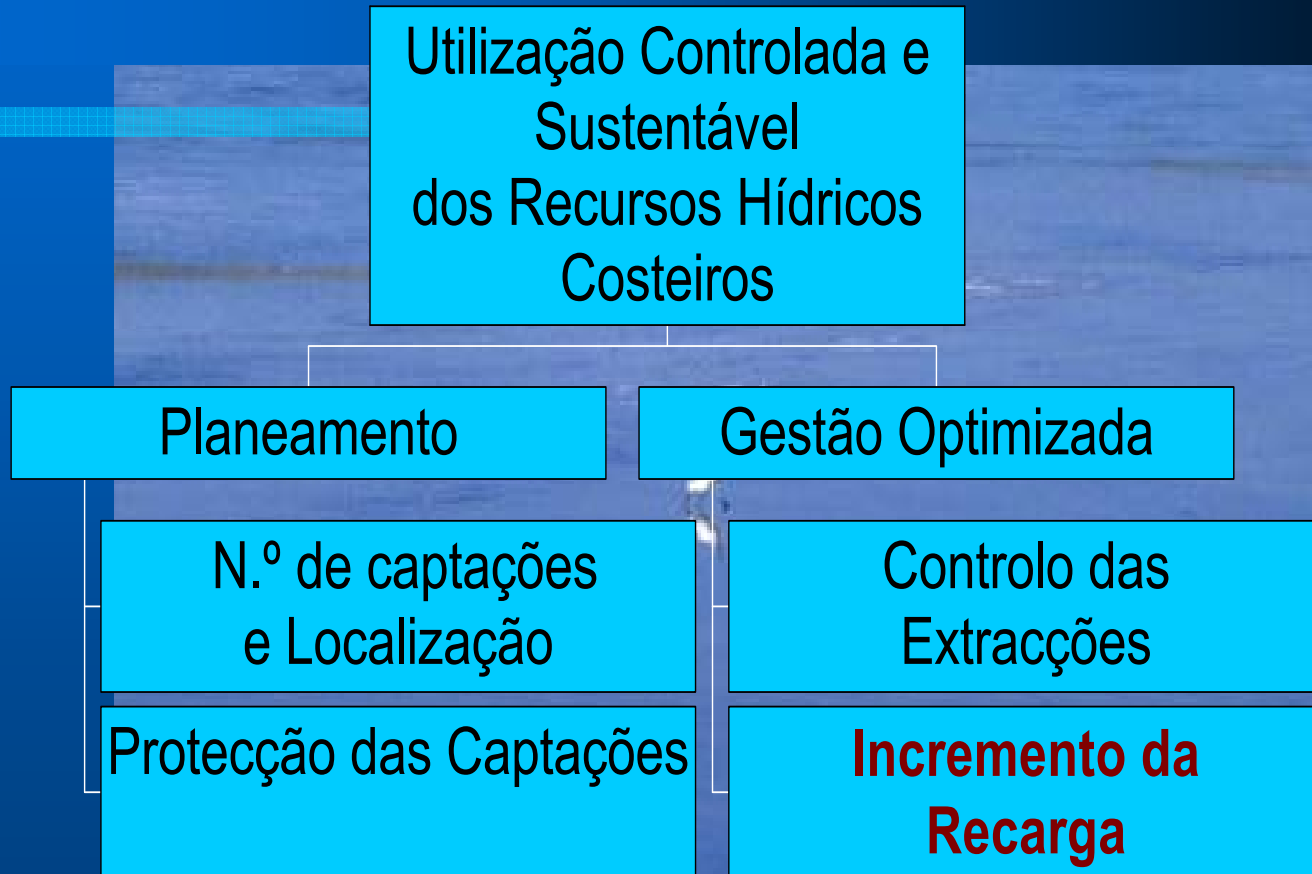 Utilização Controlada e
Sustentável
dos Recursos Hídricos
Costeiros
Planeamento
Gestão Optimizada
N.º de captações
e Localização
Controlo das
Extracções
Protecção das Captações
Incremento da
Recarga